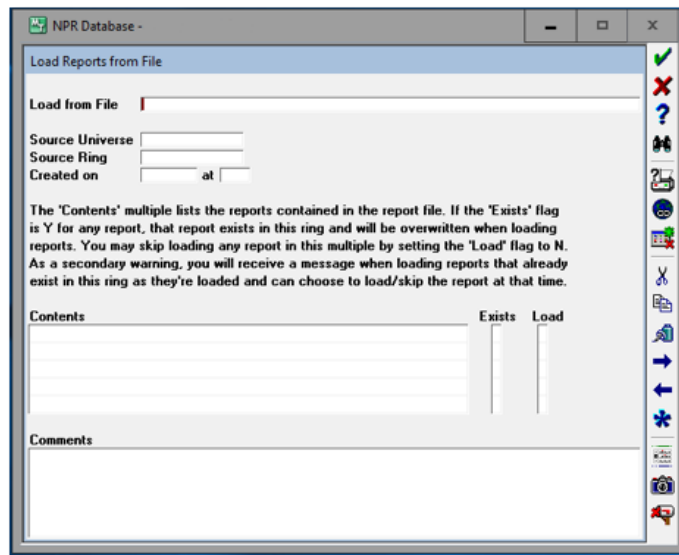 NPR Database -
Load Reports from File
Load from File
Source Universe
Source Ring
Created on at
The 'Contents' multiple lists the reports contained in the report file. If the 'Exists' flag
is Y for any report, that report exists in this ring and will be overwritten when loading
reports. You may skip loading any report in this multiple by setting the 'Load' flag to N.
As a secondary warning, you will receive a message when loading reports that already
exist in this ring as they're loaded and can choose to load/skip the report at that time.
Contents Exists Load
Comments